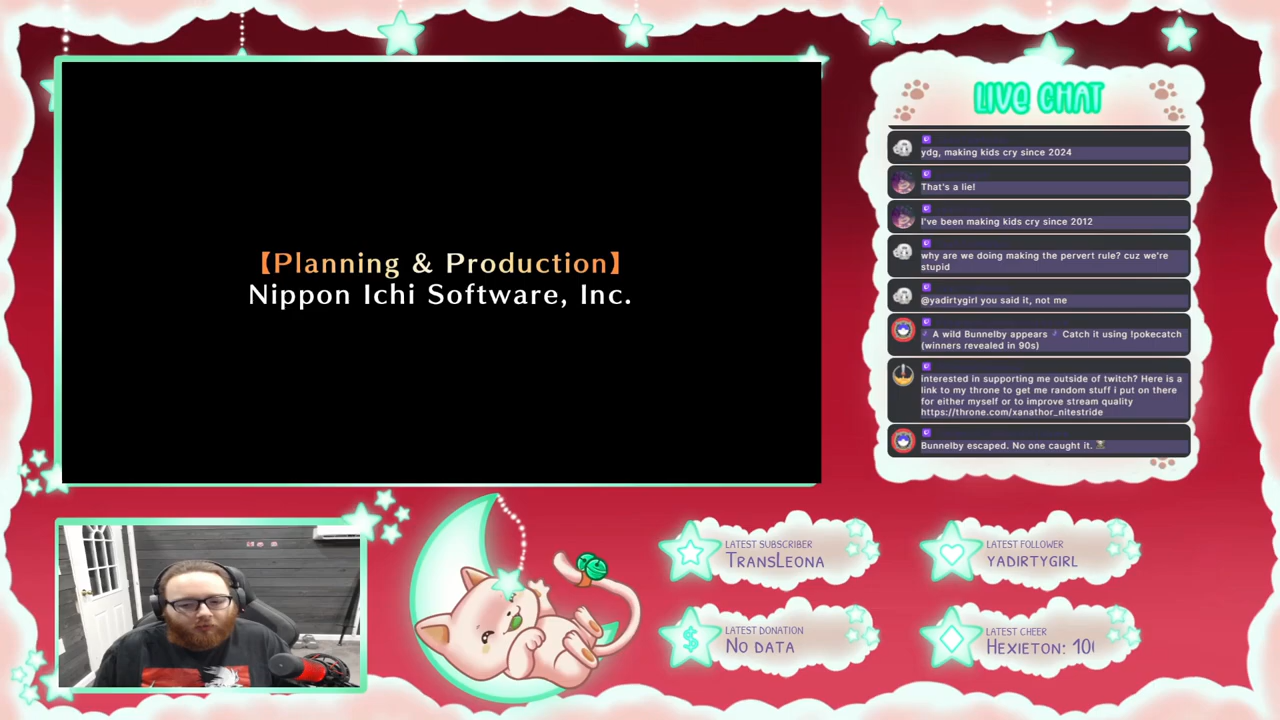 【Planning & Production】
Nippon Ichi Software, Inc.
LIVE CHAT
ydg, making kids cry since 2024
That's a lie!
I've been making kids cry since 2012
why are we doing making the pervert rule? cuz we're
stupid
@yadirtygirl you said it, not me
A wild Bunnelby appears Catch it using !pokecatch
(winners revealed in 90s)
interested in supporting me outside of twitch? Here is a
link to my throne to get me random stuff i put on there
for either myself or to improve stream quality
https://throne.com/xanathor_nitestride
Bunnelby escaped. No one caught it.
LATEST SUBSCRIBER
TRANSLEONA
LATEST FOLLOWER
YADIRTYGIRL
LATEST DONATION
NO DATA
LATEST CHEER
HEXIETON: 10